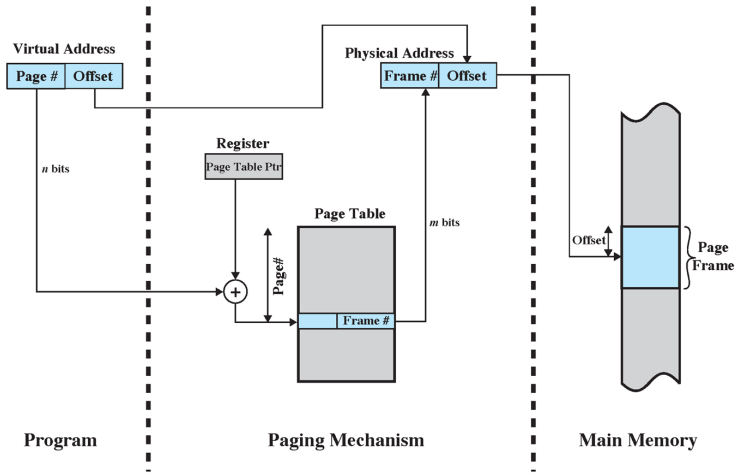 Virtual Address
Page #
Offset
Physical Address
Frame #
Offset
n bits
Register
Page Table Ptr
Page Table
m bits
Page#
+
Frame #
Offset
Page
Frame
Program
Paging Mechanism
Main Memory